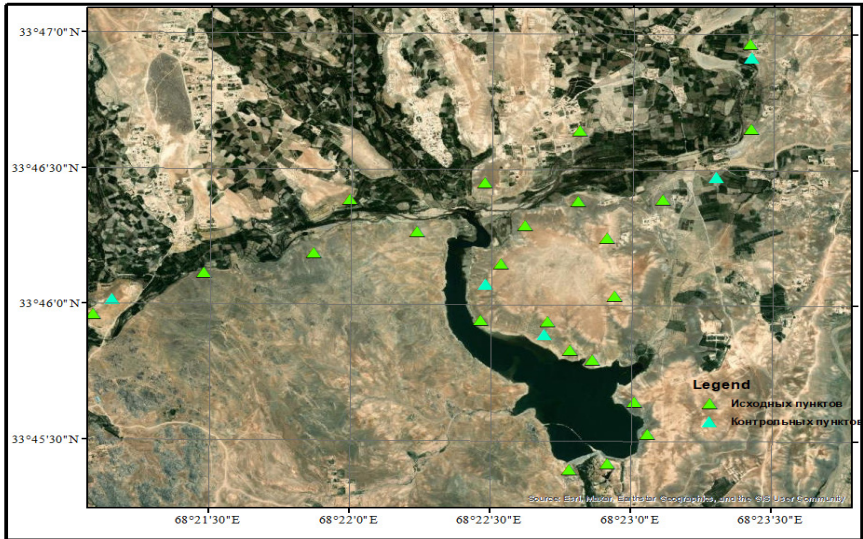 33°47'0"N
33°46'30"N
33°46'0"N
33°45'30"N
Legend
Исходных пунктов
Контрольных пунктов
Source: Esri, Maxar, Earthstar Geographics, and the GIS User Community
68°21'30"E 68°22'0"E 68°22'30"E 68°23'0"E 68°23'30"E